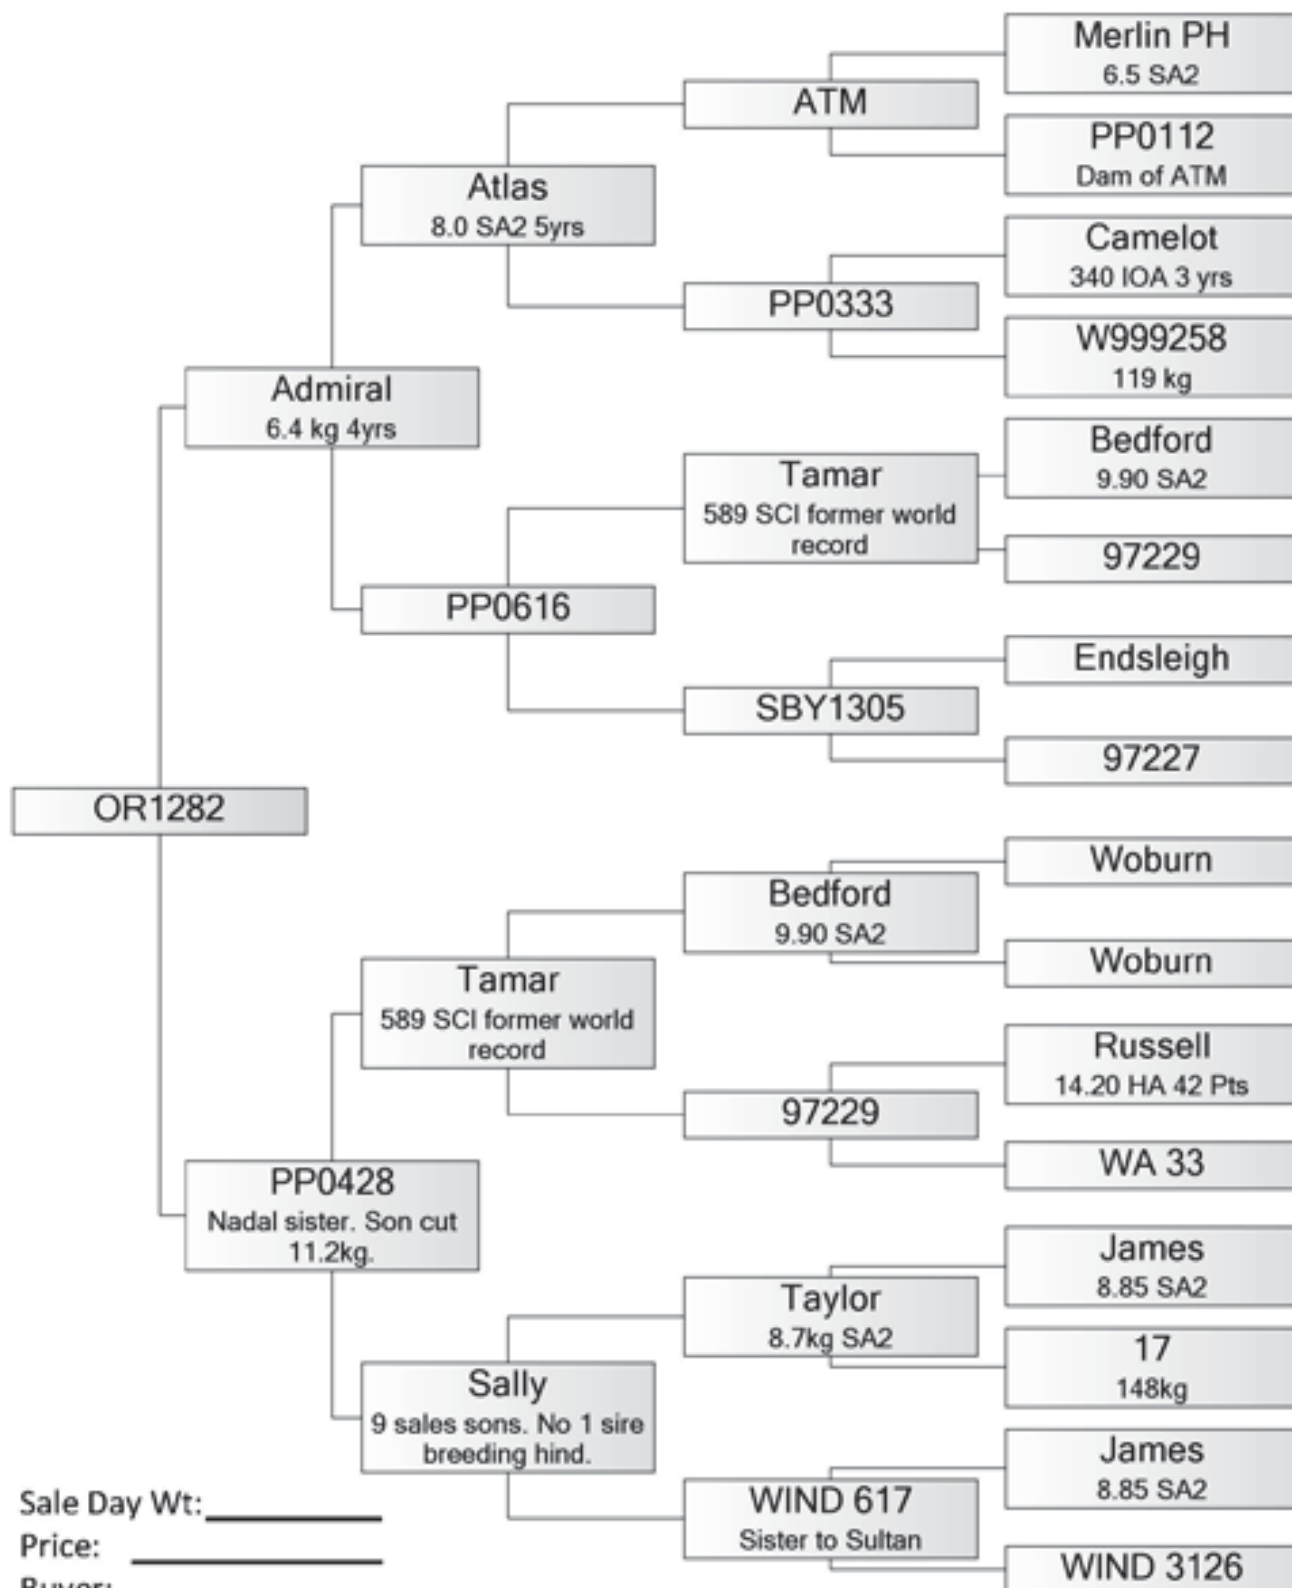 Merlin PH
6.5 SA2
ATM
PP0112
Dam of ATM
Atlas
8.0 SA2 5yrs
Camelot
340 IOA 3 yrs
PP0333
W999258
119 kg
Admiral
6.4 kg 4yrs
Bedford
9.90 SA2
Tamar
589 SCI former world
record
97229
PP0616
Endsleigh
SBY1305
97227
OR1282
Woburn
Bedford
9.90 SA2
Woburn
Tamar
589 SCI former world
record
Russell
14.20 HA 42 Pts
97229
WA 33
PP0428
Nadal sister. Son cut
11.2kg.
James
8.85 SA2
Taylor
8.7kg SA2
17
148kg
Sally
9 sales sons. No 1 sire
breeding hind.
James
8.85 SA2
WIND 617
Sister to Sultan
WIND 3126
Sale Day Wt:
Price:
Buyer: